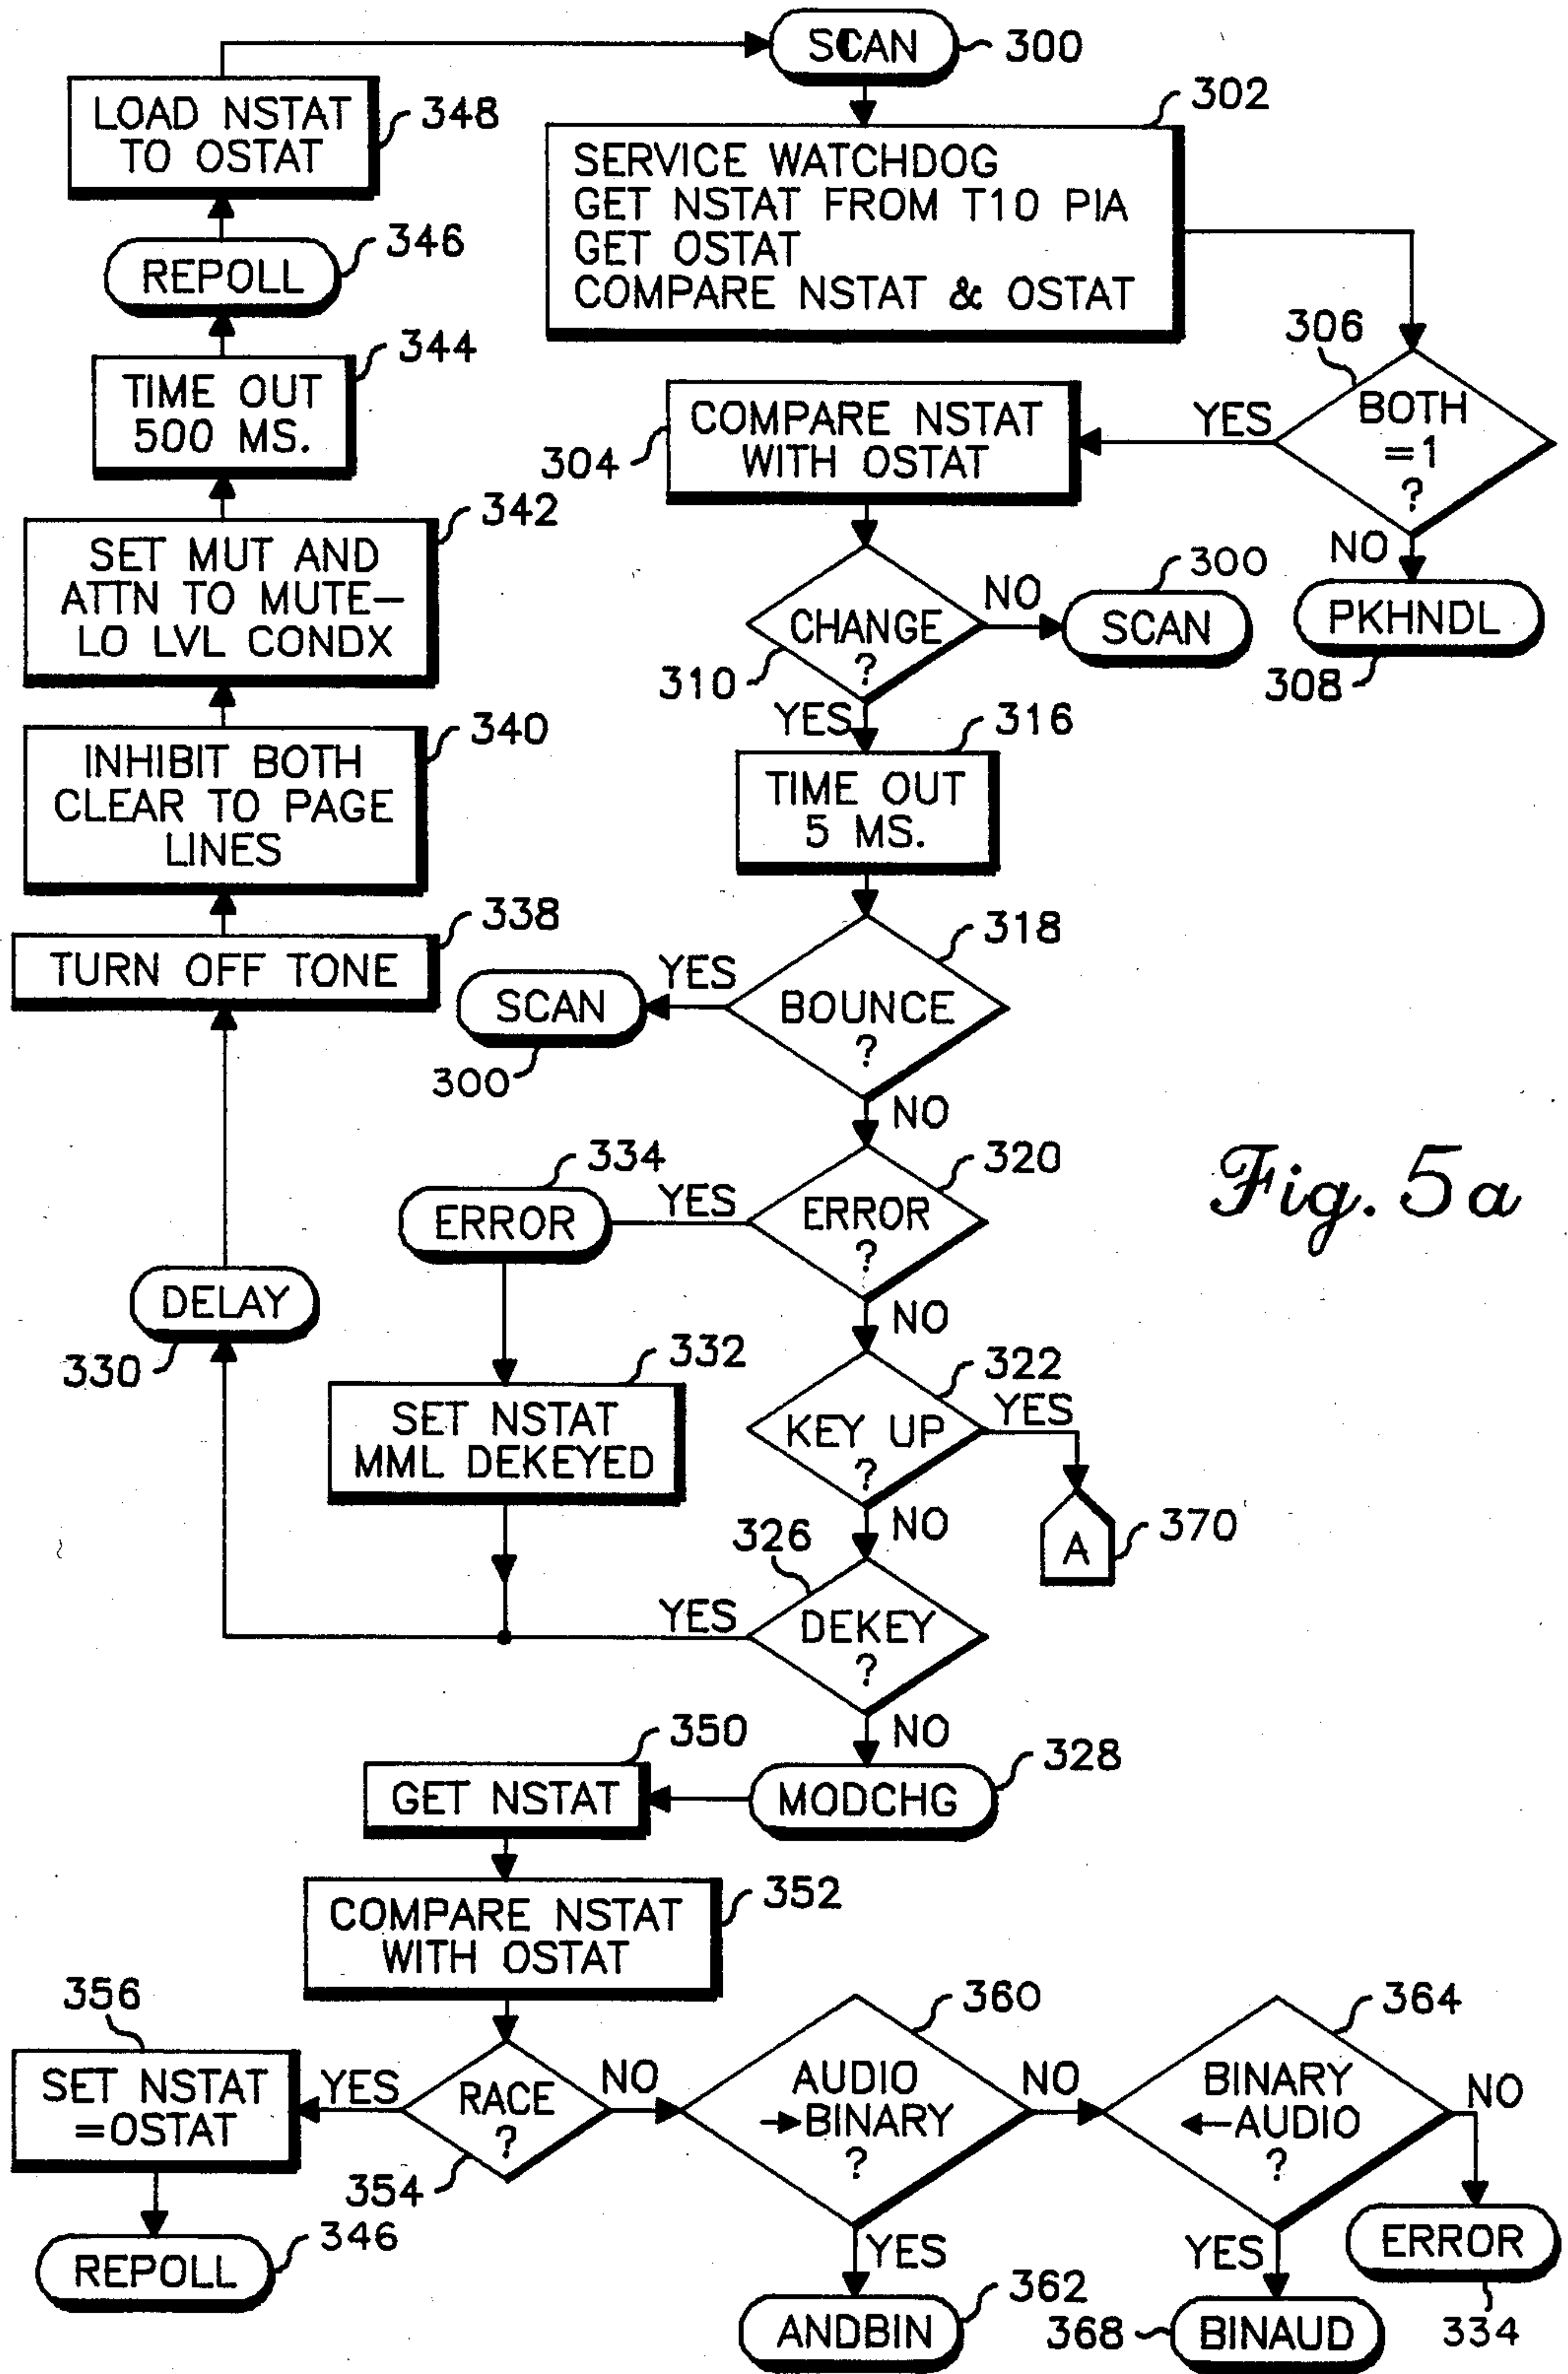 SCAN
300
LOAD NSTAT
TO OSTAT
348
302
SERVICE WATCHDOG
GET NSTAT FROM T10 PIA
GET OSTAT
COMPARE NSTAT & OSTAT
REPOLL
346
306
BOTH
=1
?
YES
NO
TIME OUT
500 MS.
344
COMPARE NSTAT
WITH OSTAT
304
PKHNDL
308
SET MUT AND
ATTN TO MUTE-
LO LVL CONDX
342
CHANGE
?
310
NO
SCAN
300
YES
316
TIME OUT
5 MS.
INHIBIT BOTH
CLEAR TO PAGE
LINES
340
TURN OFF TONE
338
318
BOUNCE
?
YES
SCAN
300
NO
320
ERROR
?
YES
334
ERROR
NO
Fig. 5a
DELAY
330
332
SET NSTAT
MML DEKEYED
322
KEY UP
?
YES
A
370
NO
326
DEKEY
?
YES
NO
MODCHG
328
350
GET NSTAT
352
COMPARE NSTAT
WITH OSTAT
356
SET NSTAT
=OSTAT
YES
RACE
?
354
NO
360
AUDIO
→BINARY
?
NO
364
BINARY
←AUDIO
?
NO
REPOLL
346
YES
ANDBIN
362
YES
BINAUD
368
ERROR
334